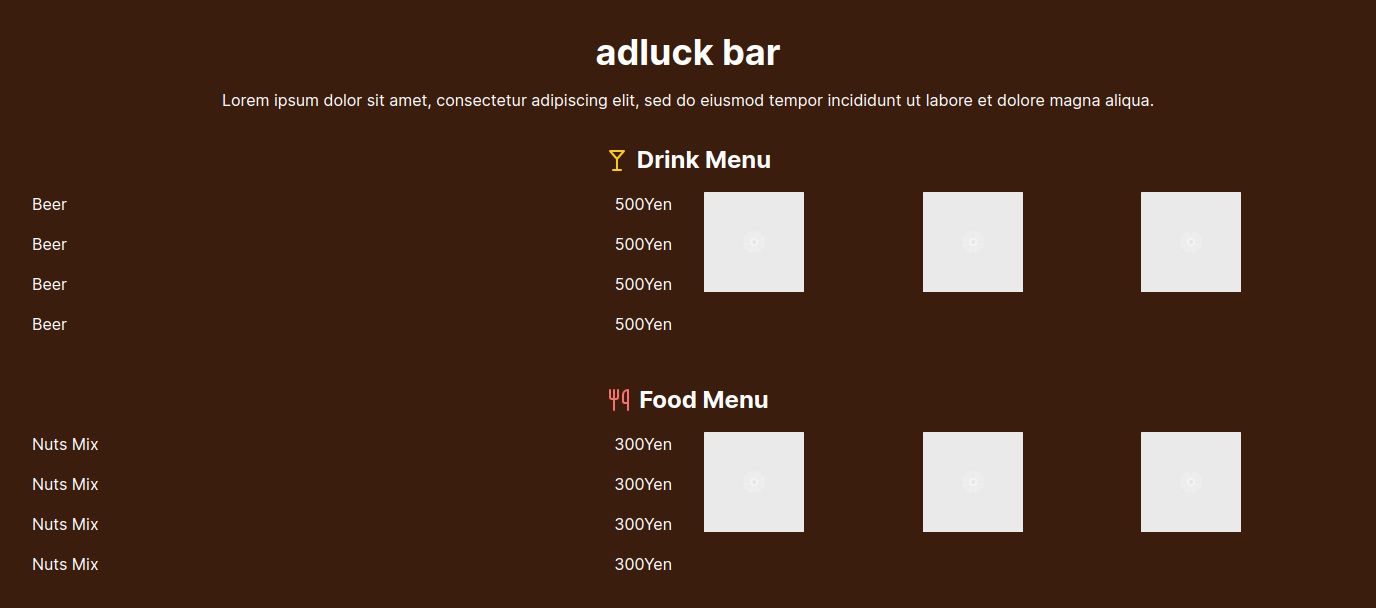 adluck bar
Lorem ipsum dolor sit amet, consectetur adipiscing elit, sed do eiusmod tempor incididunt ut labore et dolore magna aliqua.
Drink Menu
Beer 500Yen
Beer 500Yen
Beer 500Yen
Beer 500Yen
Food Menu
Nuts Mix 300Yen
Nuts Mix 300Yen
Nuts Mix 300Yen
Nuts Mix 300Yen